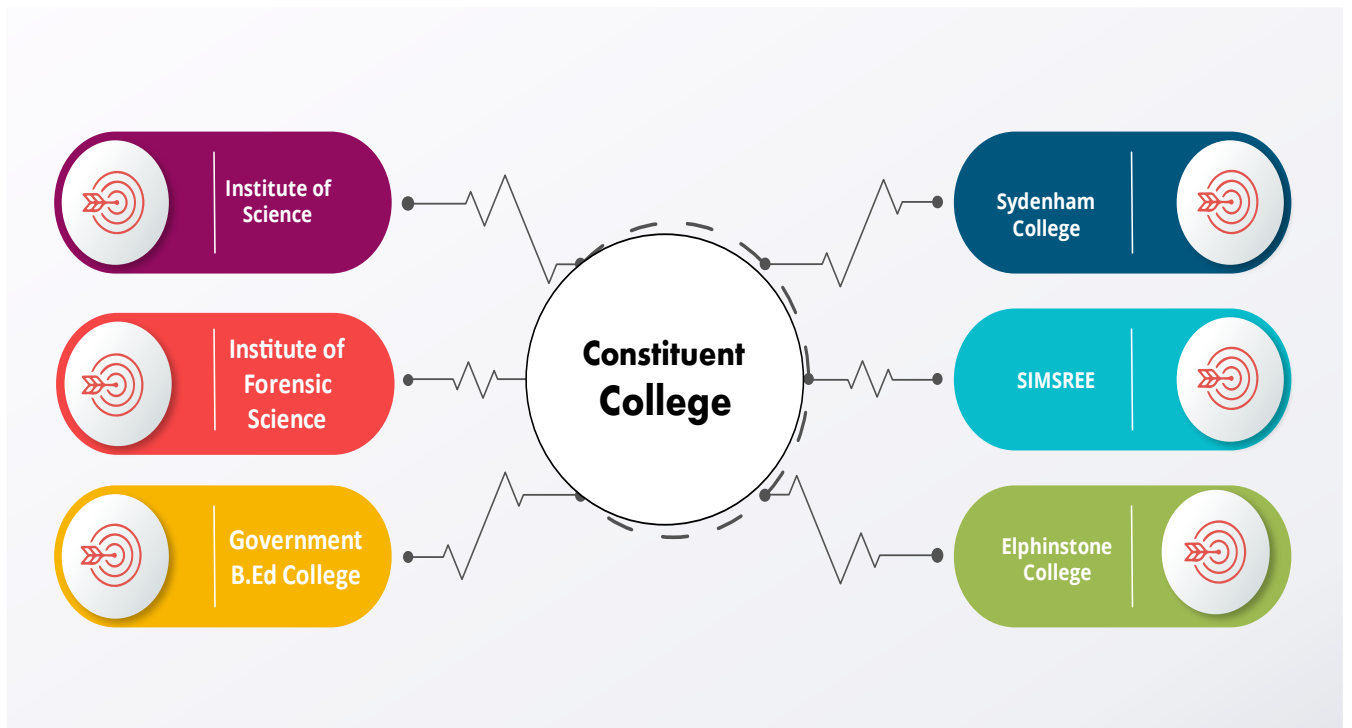 Institute of
Science
Institute of
Forensic
Science
Government
B.Ed College
Constituent
College
Sydenham
College
SIMSREE
Elphinstone
College